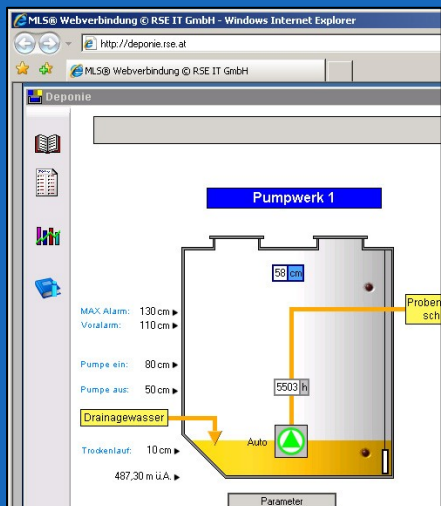 MLS® Webverbindung © RSE IT GmbH - Windows Internet Explorer
http://deponie.rse.at
MLS® Webverbindung © RSE IT GmbH
Deponie
Pumpwerk 1
58 cm
MAX Alarm: 130 cm
Voralarm: 110 cm
Proben
sch
Pumpe ein: 80 cm
Pumpe aus: 50 cm
5503 h
Drainagewasser
Auto
Trockenlauf: 10 cm
487,30 m ü.A.
Parameter